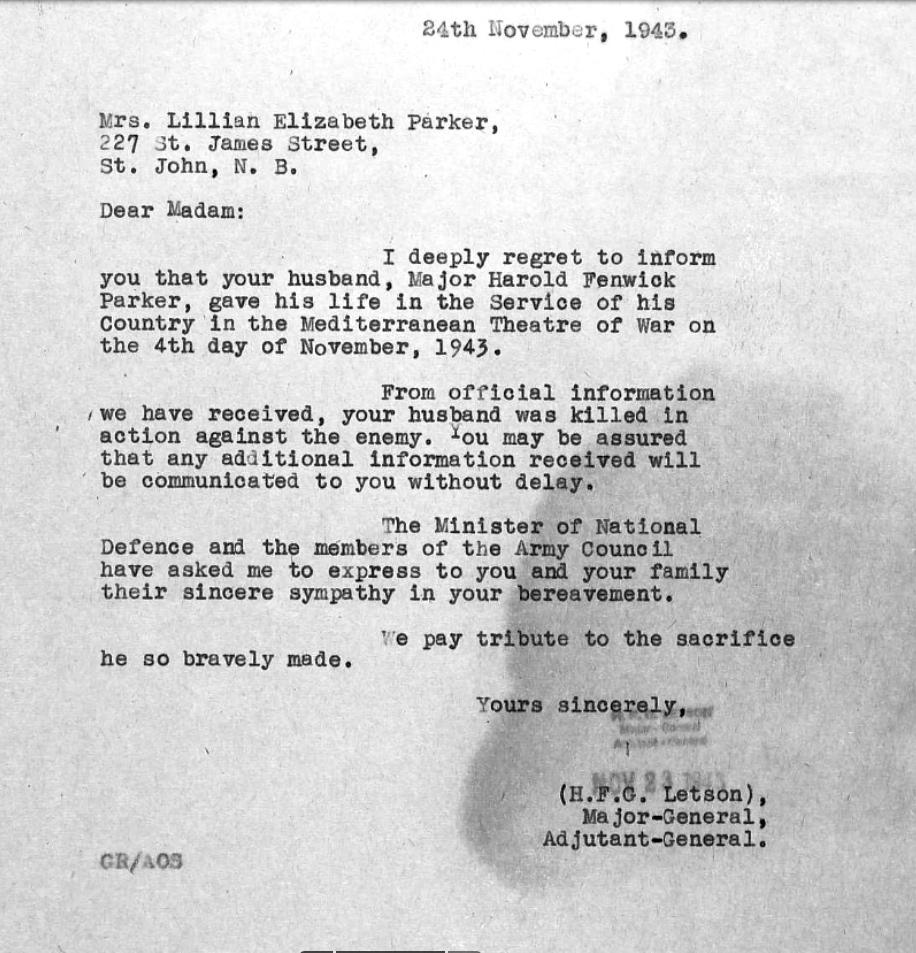 24th November, 1943.
Mrs. Lillian Elizabeth Parker,
227 St. James Street,
St. John, N. B.
Dear Madam:
I deeply regret to inform
you that your husband, Major Harold Fenwick
Parker, gave his life in the Service of his
Country in the Mediterranean Theatre of War on
the 4th day of November, 1943.
From official information
we have received, your husband was killed in
action against the enemy. You may be assured
that any additional information received will
be communicated to you without delay.
The Minister of National
Defence and the members of the Army Council
have asked me to express to you and your family
their sincere sympathy in your bereavement.
We pay tribute to the sacrifice
he so bravely made.
Yours sincerely,
Major-General
Adjutant-General
NOV 23
(H.F.G. Letson),
Major-General,
Adjutant-General.
GR/AOS